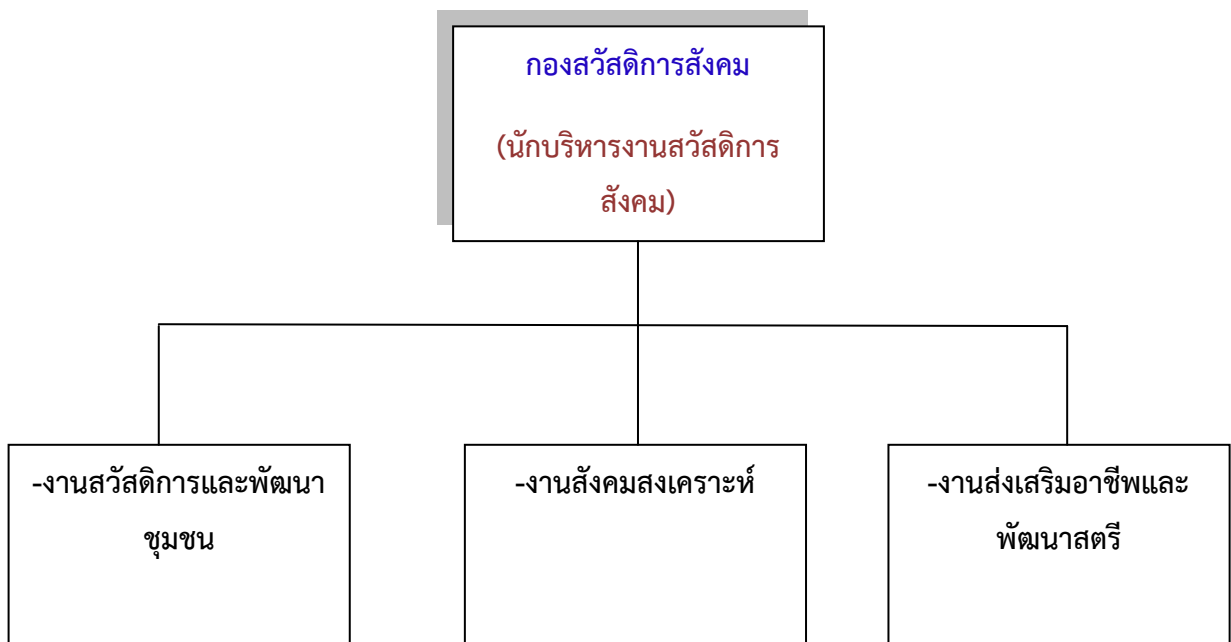 กองสวัสดิการสังคม
(นักบริหารงานสวัสดิการ
สังคม)
-งานสวัสดิการและพัฒนา
ชุมชน
-งานสังคมสงเคราะห์
-งานส่งเสริมอาชีพและ
พัฒนาสตรี